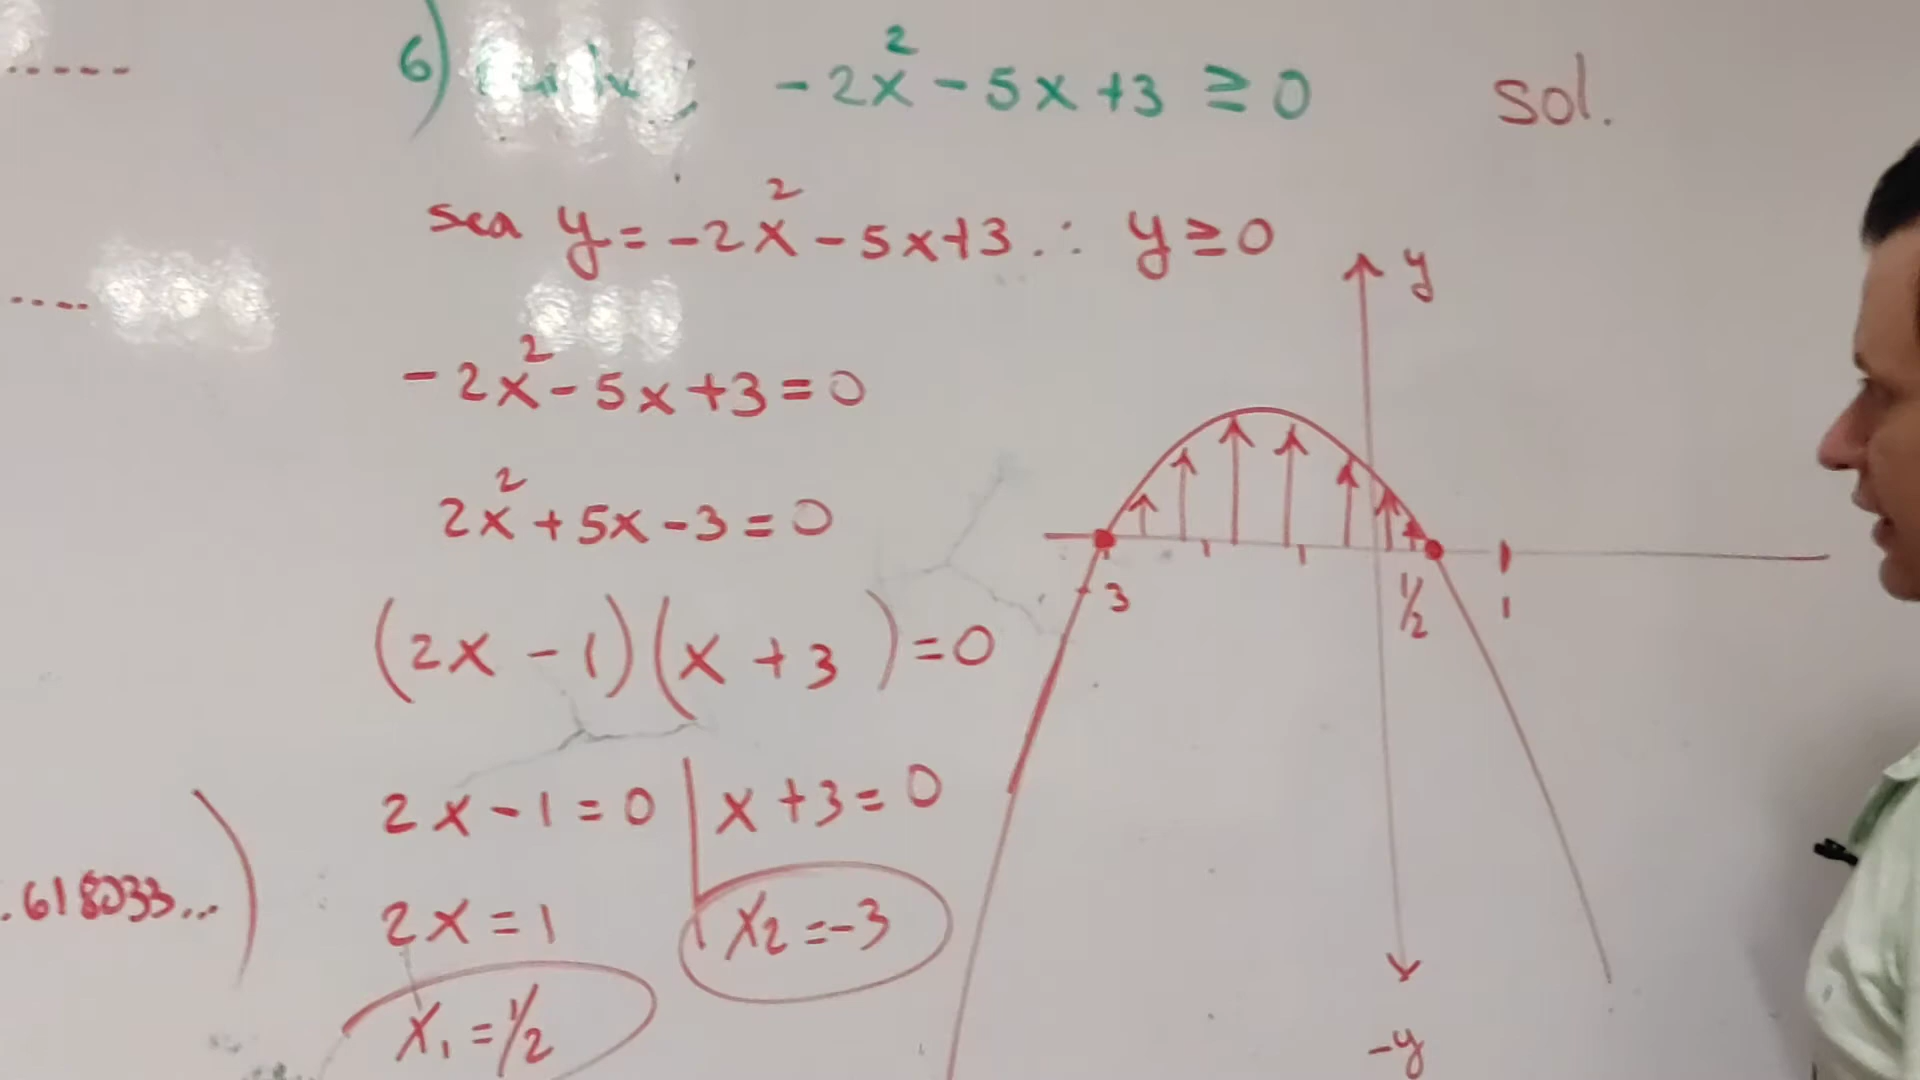 6) -2x² - 5x + 3 ≥ 0
sol.
sea y = -2x² - 5x + 3 ∴ y ≥ 0
-2x² - 5x + 3 = 0
2x² + 5x - 3 = 0
(2x - 1)(x + 3) = 0
2x - 1 = 0 | x + 3 = 0
2x = 1
x₂ = -3
x₁ = 1/2
.618033...)
y
-3
1/2
1
-y